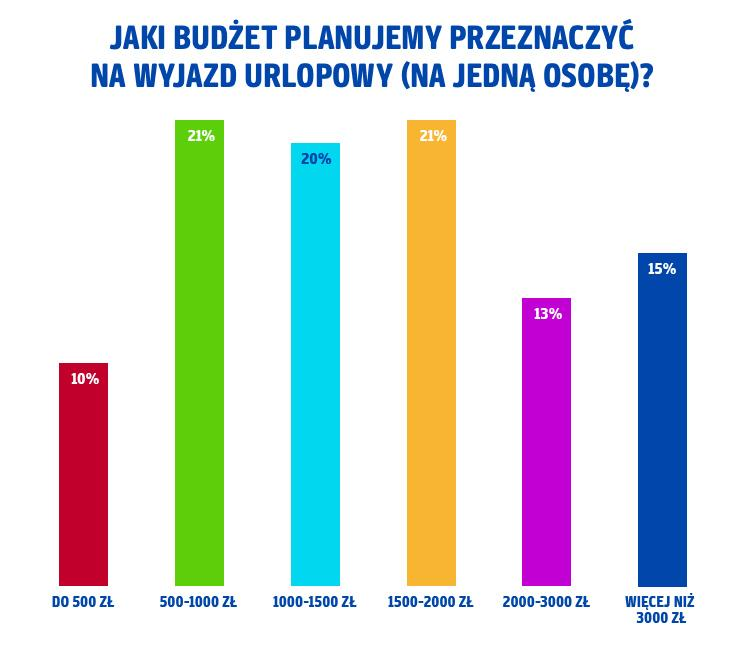 JAKI BUDŻET PLANUJEMY PRZEZNACZYĆ
NA WYJAZD URLOPOWY (NA JEDNĄ OSOBĘ)?
10%
21%
20%
21%
13%
15%
DO 500 ZŁ
500-1000 ZŁ
1000-1500 ZŁ
1500-2000 ZŁ
2000-3000 ZŁ
WIĘCEJ NIŻ
3000 ZŁ